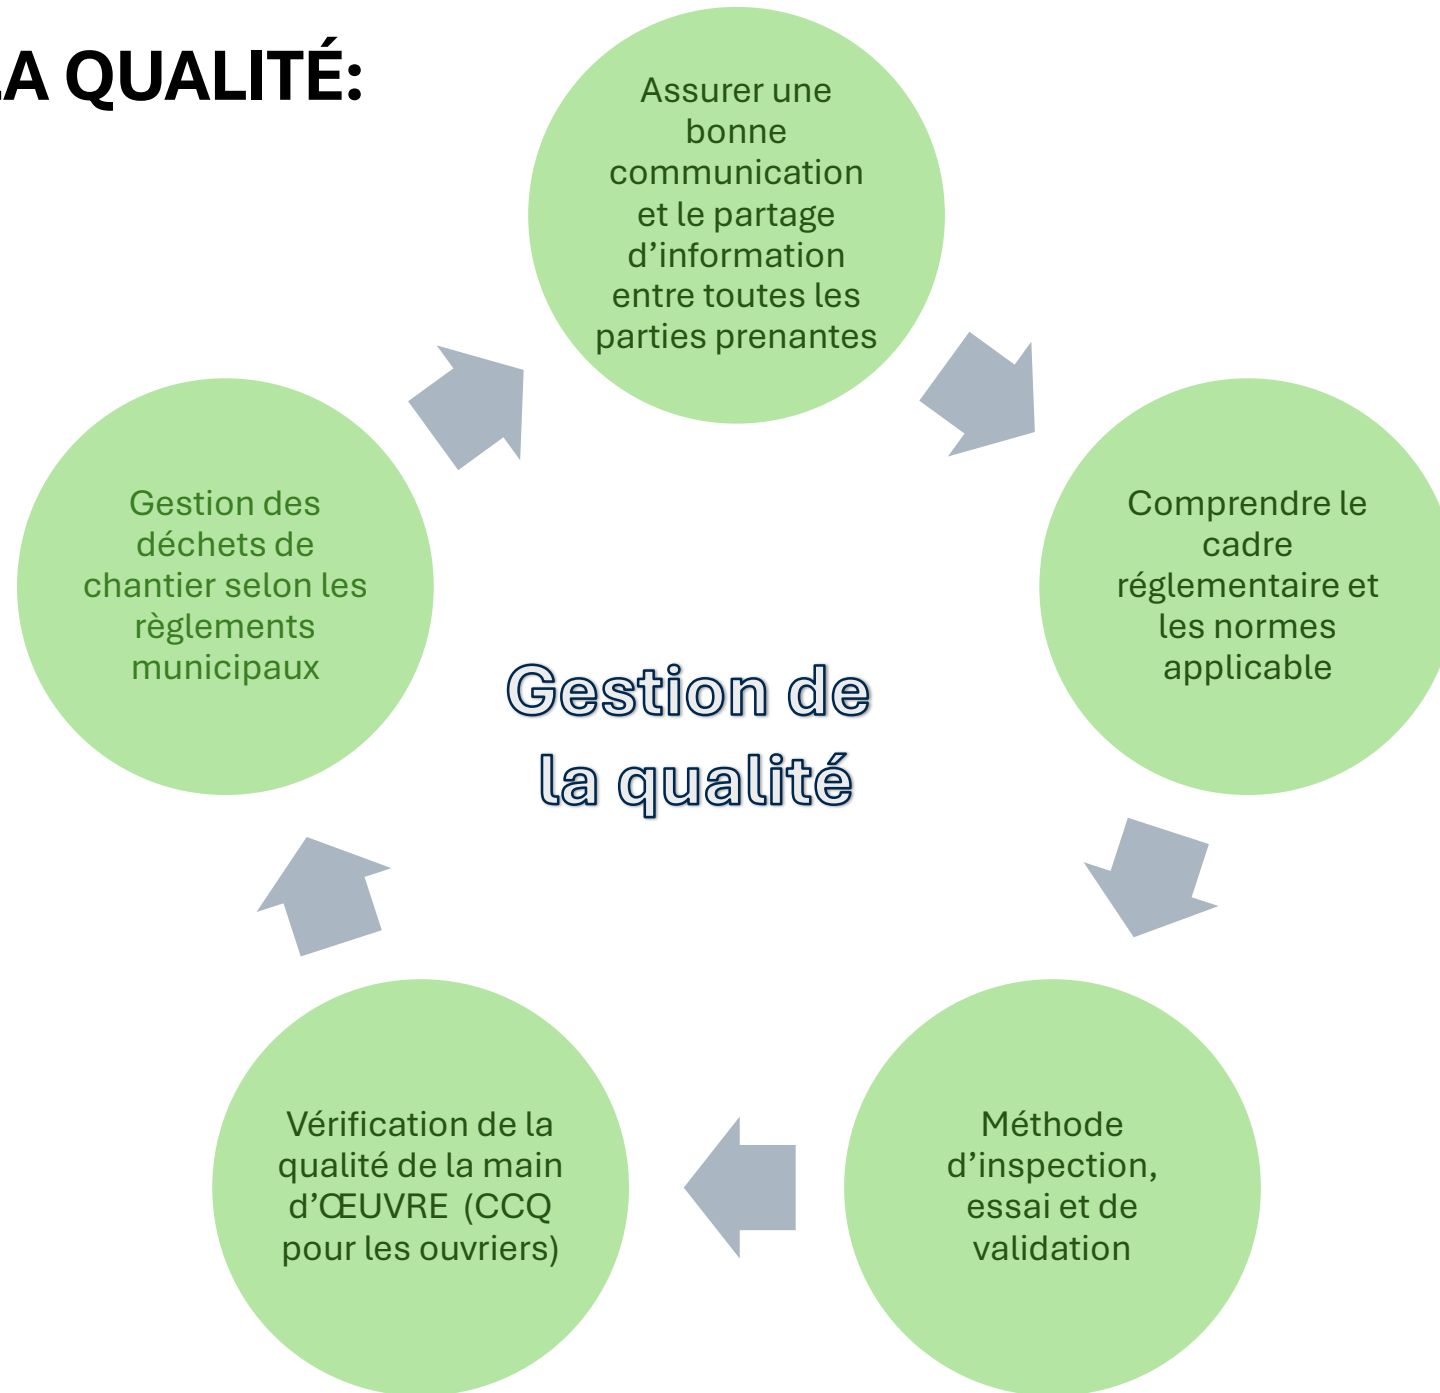 LA QUALITÉ:
Assurer une
bonne
communication
et le partage
d’information
entre toutes les
parties prenantes
Comprendre le
cadre
réglementaire et
les normes
applicable
Méthode
d’inspection,
essai et de
validation
Vérification de la
qualité de la main
d’ŒUVRE (CCQ
pour les ouvriers)
Gestion des
déchets de
chantier selon les
règlements
municipaux
Gestion de
la qualité